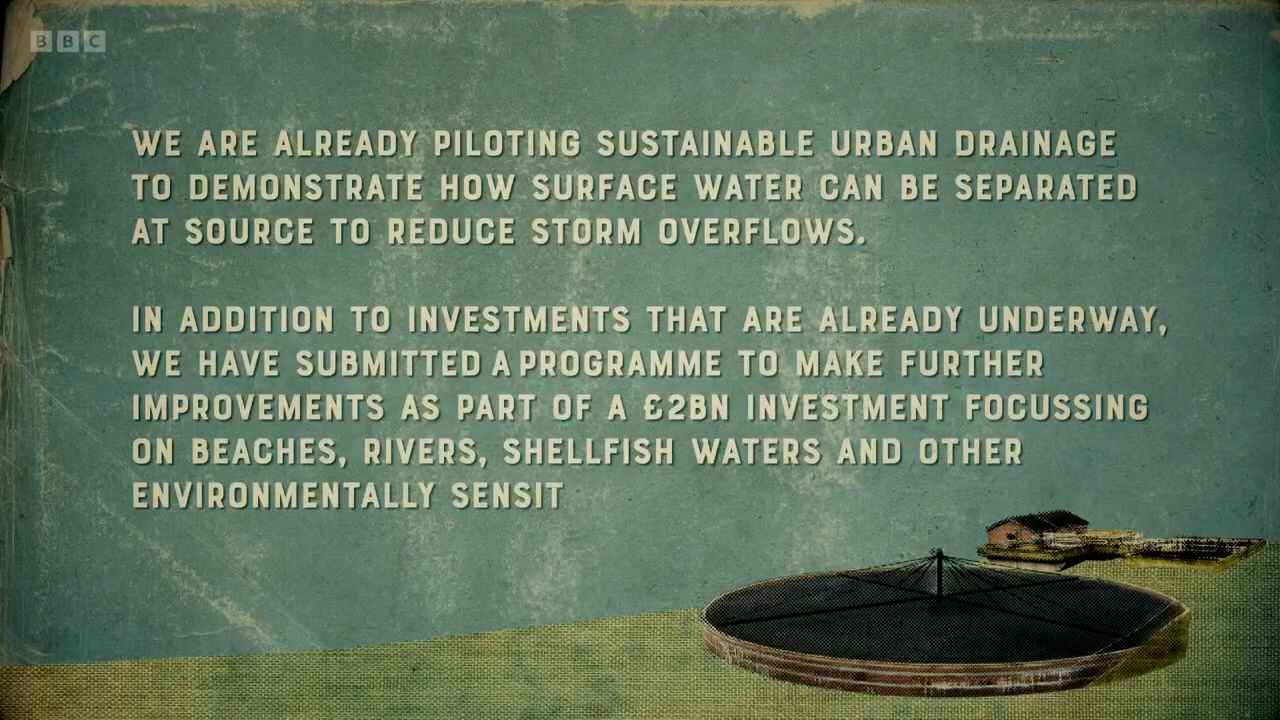 BBC
WE ARE ALREADY PILOTING SUSTAINABLE URBAN DRAINAGE
TO DEMONSTRATE HOW SURFACE WATER CAN BE SEPARATED
AT SOURCE TO REDUCE STORM OVERFLOWS.
IN ADDITION TO INVESTMENTS THAT ARE ALREADY UNDERWAY,
WE HAVE SUBMITTED A PROGRAMME TO MAKE FURTHER
IMPROVEMENTS AS PART OF A £2BN INVESTMENT FOCUSSING
ON BEACHES, RIVERS, SHELLFISH WATERS AND OTHER
ENVIRONMENTALLY SENSIT